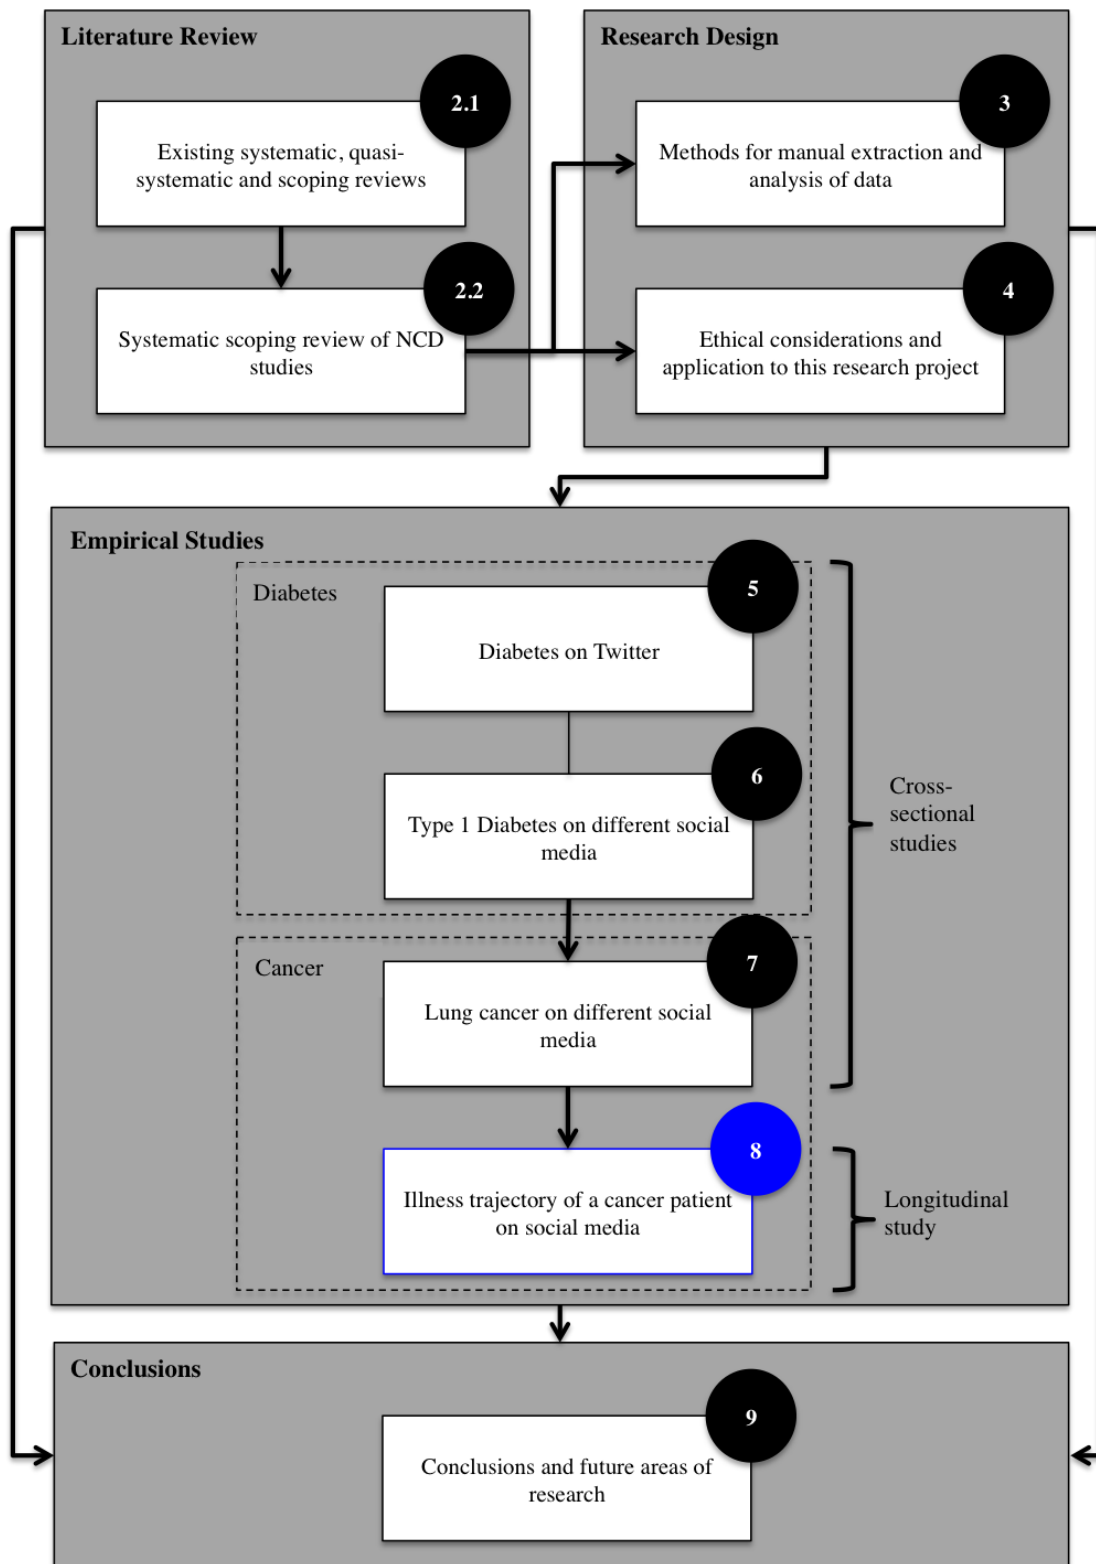 Literature Review
2.1
Existing systematic, quasi-
systematic and scoping reviews
2.2
Systematic scoping review of NCD
studies
Research Design
3
Methods for manual extraction and
analysis of data
4
Ethical considerations and
application to this research project
Empirical Studies
Diabetes
5
Diabetes on Twitter
6
Type 1 Diabetes on different social
media
Cross-
sectional
studies
Cancer
7
Lung cancer on different social
media
8
Illness trajectory of a cancer patient
on social media
Longitudinal
study
Conclusions
9
Conclusions and future areas of
research